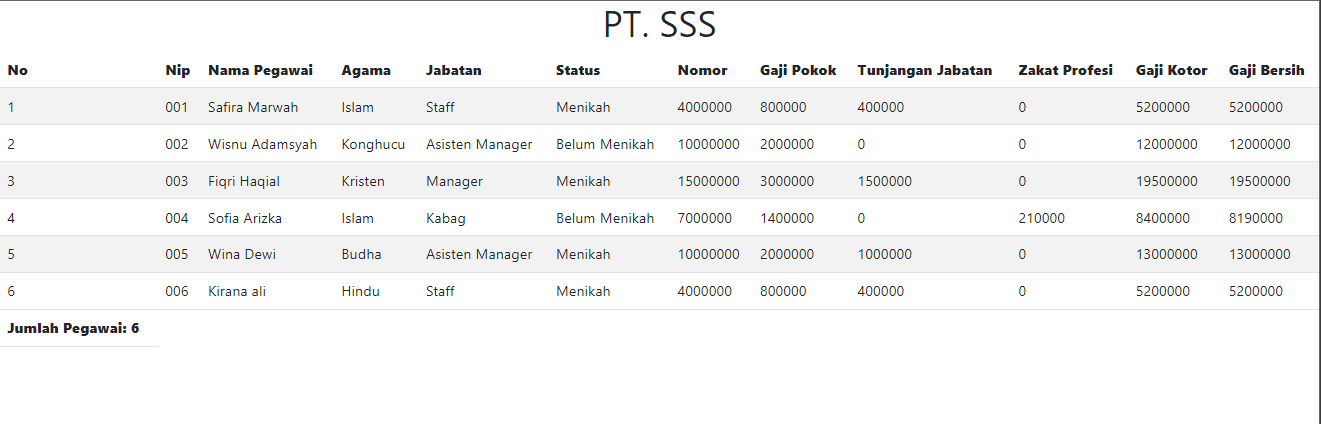 PT. SSS
No Nip Nama Pegawai Agama Jabatan Status Nomor Gaji Pokok Tunjangan Jabatan Zakat Profesi Gaji Kotor Gaji Bersih
1 001 Safira Marwah Islam Staff Menikah 4000000 800000 400000 0 5200000 5200000
2 002 Wisnu Adamsyah Konghucu Asisten Manager Belum Menikah 10000000 2000000 0 0 12000000 12000000
3 003 Fiqri Haqial Kristen Manager Menikah 15000000 3000000 1500000 0 19500000 19500000
4 004 Sofia Arizka Islam Kabag Belum Menikah 7000000 1400000 0 210000 8400000 8190000
5 005 Wina Dewi Budha Asisten Manager Menikah 10000000 2000000 1000000 0 13000000 13000000
6 006 Kirana ali Hindu Staff Menikah 4000000 800000 400000 0 5200000 5200000
Jumlah Pegawai: 6